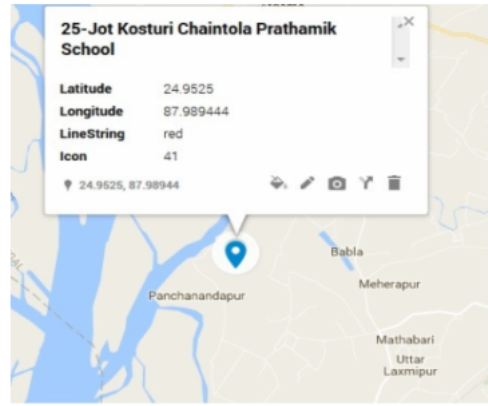 25-Jot Kosturi Chaintola Prathamik
School
Latitude 24.9525
Longitude 87.989444
LineString red
Icon 41
24.9525, 87.98944
Babla
Panchanandapur
Meherapur
Mathabari
Uttar
Laxmipur